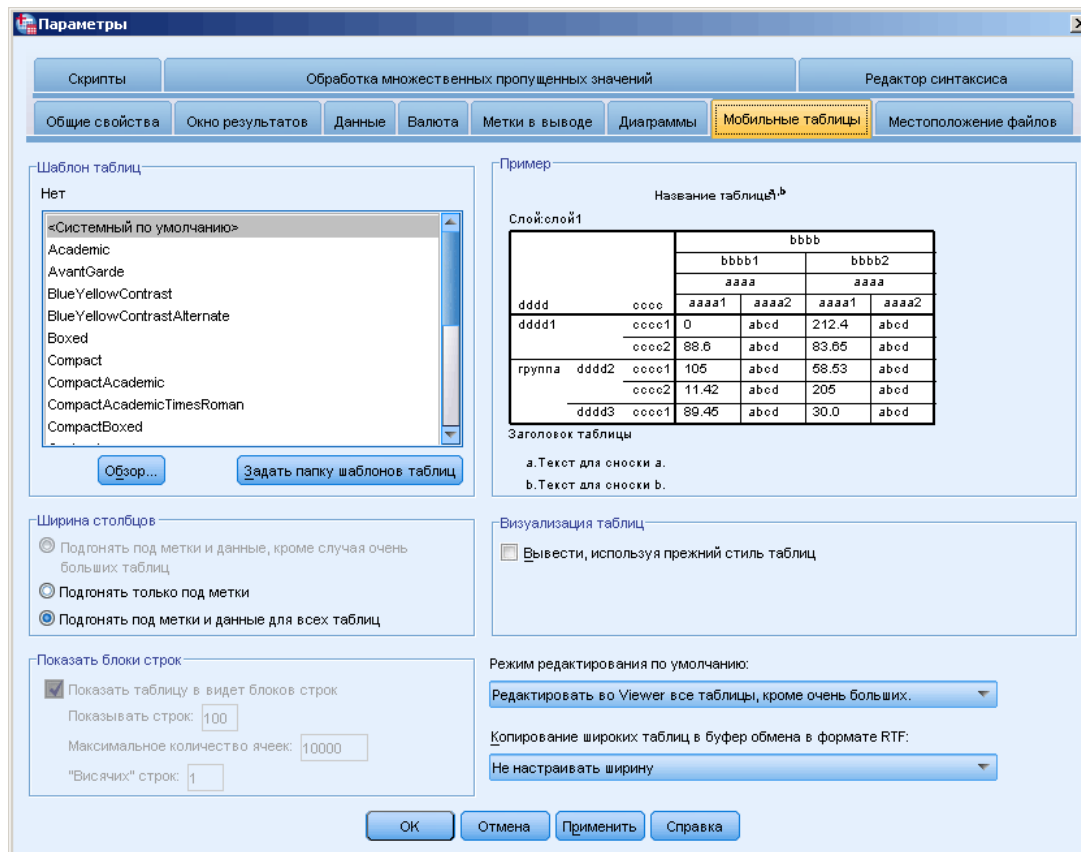 Параметры
Скрипты
Обработка множественных пропущенных значений
Редактор синтаксиса
Общие свойства
Окно результатов
Данные
Валюта
Метки в выводе
Диаграммы
Мобильные таблицы
Местоположение файлов
Шаблон таблиц
Нет
<Системный по умолчанию>
Academic
AvantGarde
BlueYellowContrast
BlueYellowContrastAlternate
Boxed
Compact
CompactAcademic
CompactAcademicTimesRoman
CompactBoxed
Обзор...
Задать папку шаблонов таблиц
Пример
Название таблицыa,b
Слой:слой1
bbbb
bbbb1 bbbb2
aaaa aaaa
dddd cccc aaaa1 aaaa2 aaaa1 aaaa2
dddd1 cccc1 0 abcd 212.4 abcd
cccc2 88.6 abcd 83.65 abcd
группа dddd2 cccc1 105 abcd 58.53 abcd
cccc2 11.42 abcd 205 abcd
dddd3 cccc1 89.45 abcd 30.0 abcd
Заголовок таблицы
a.Текст для сноски a.
b.Текст для сноски b.
Ширина столбцов
Подгонять под метки и данные, кроме случая очень
больших таблиц
Подгонять только под метки
Подгонять под метки и данные для всех таблиц
Визуализация таблиц
Вывести, используя прежний стиль таблиц
Показать блоки строк
Показать таблицу в видет блоков строк
Показывать строк: 100
Максимальное количество ячеек: 10000
"Висячих" строк: 1
Режим редактирования по умолчанию:
Редактировать во Viewer все таблицы, кроме очень больших.
Копирование широких таблиц в буфер обмена в формате RTF:
Не настраивать ширину
OK
Отмена
Применить
Справка